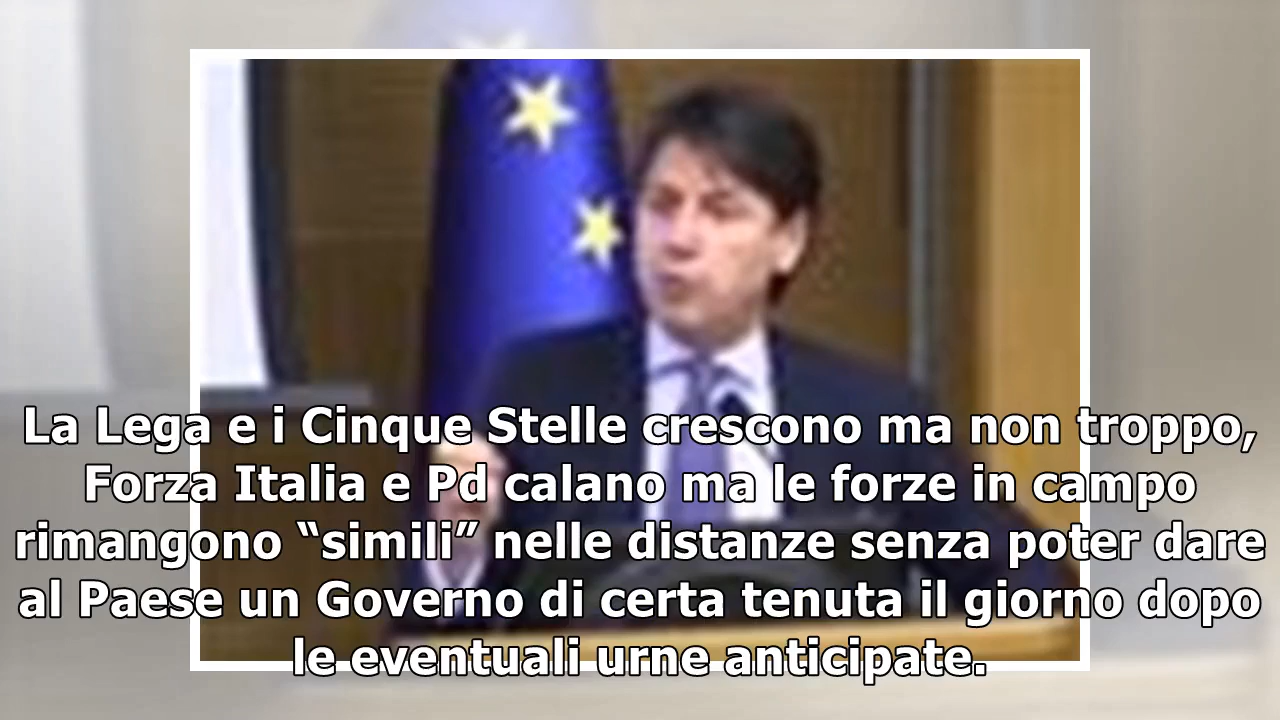 La Lega e i Cinque Stelle crescono ma non troppo,
Forza Italia e Pd calano ma le forze in campo
rimangono “simili” nelle distanze senza poter dare
al Paese un Governo di certa tenuta il giorno dopo
le eventuali urne anticipate.